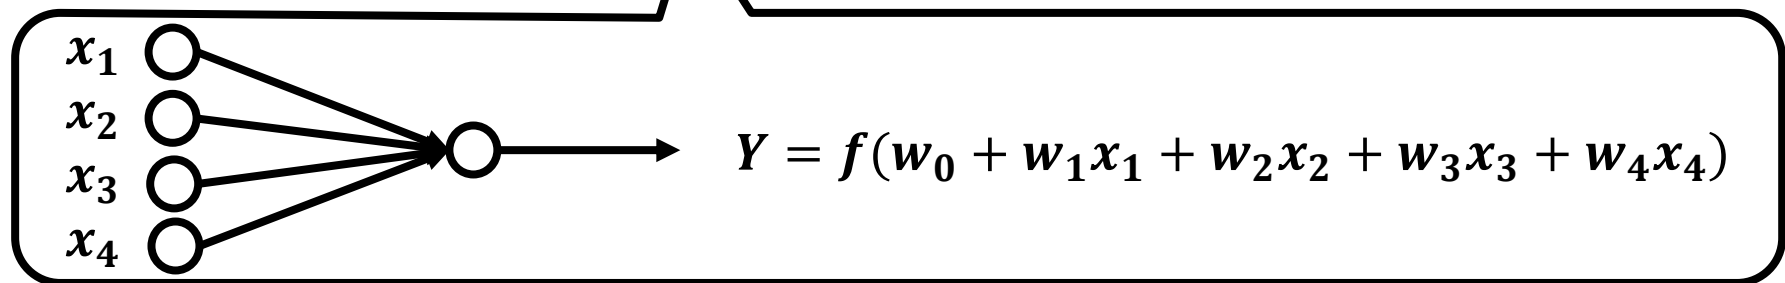 x₁
x₂
x₃
x₄
Y = f(w₀ + w₁x₁ + w₂x₂ + w₃x₃ + w₄x₄)